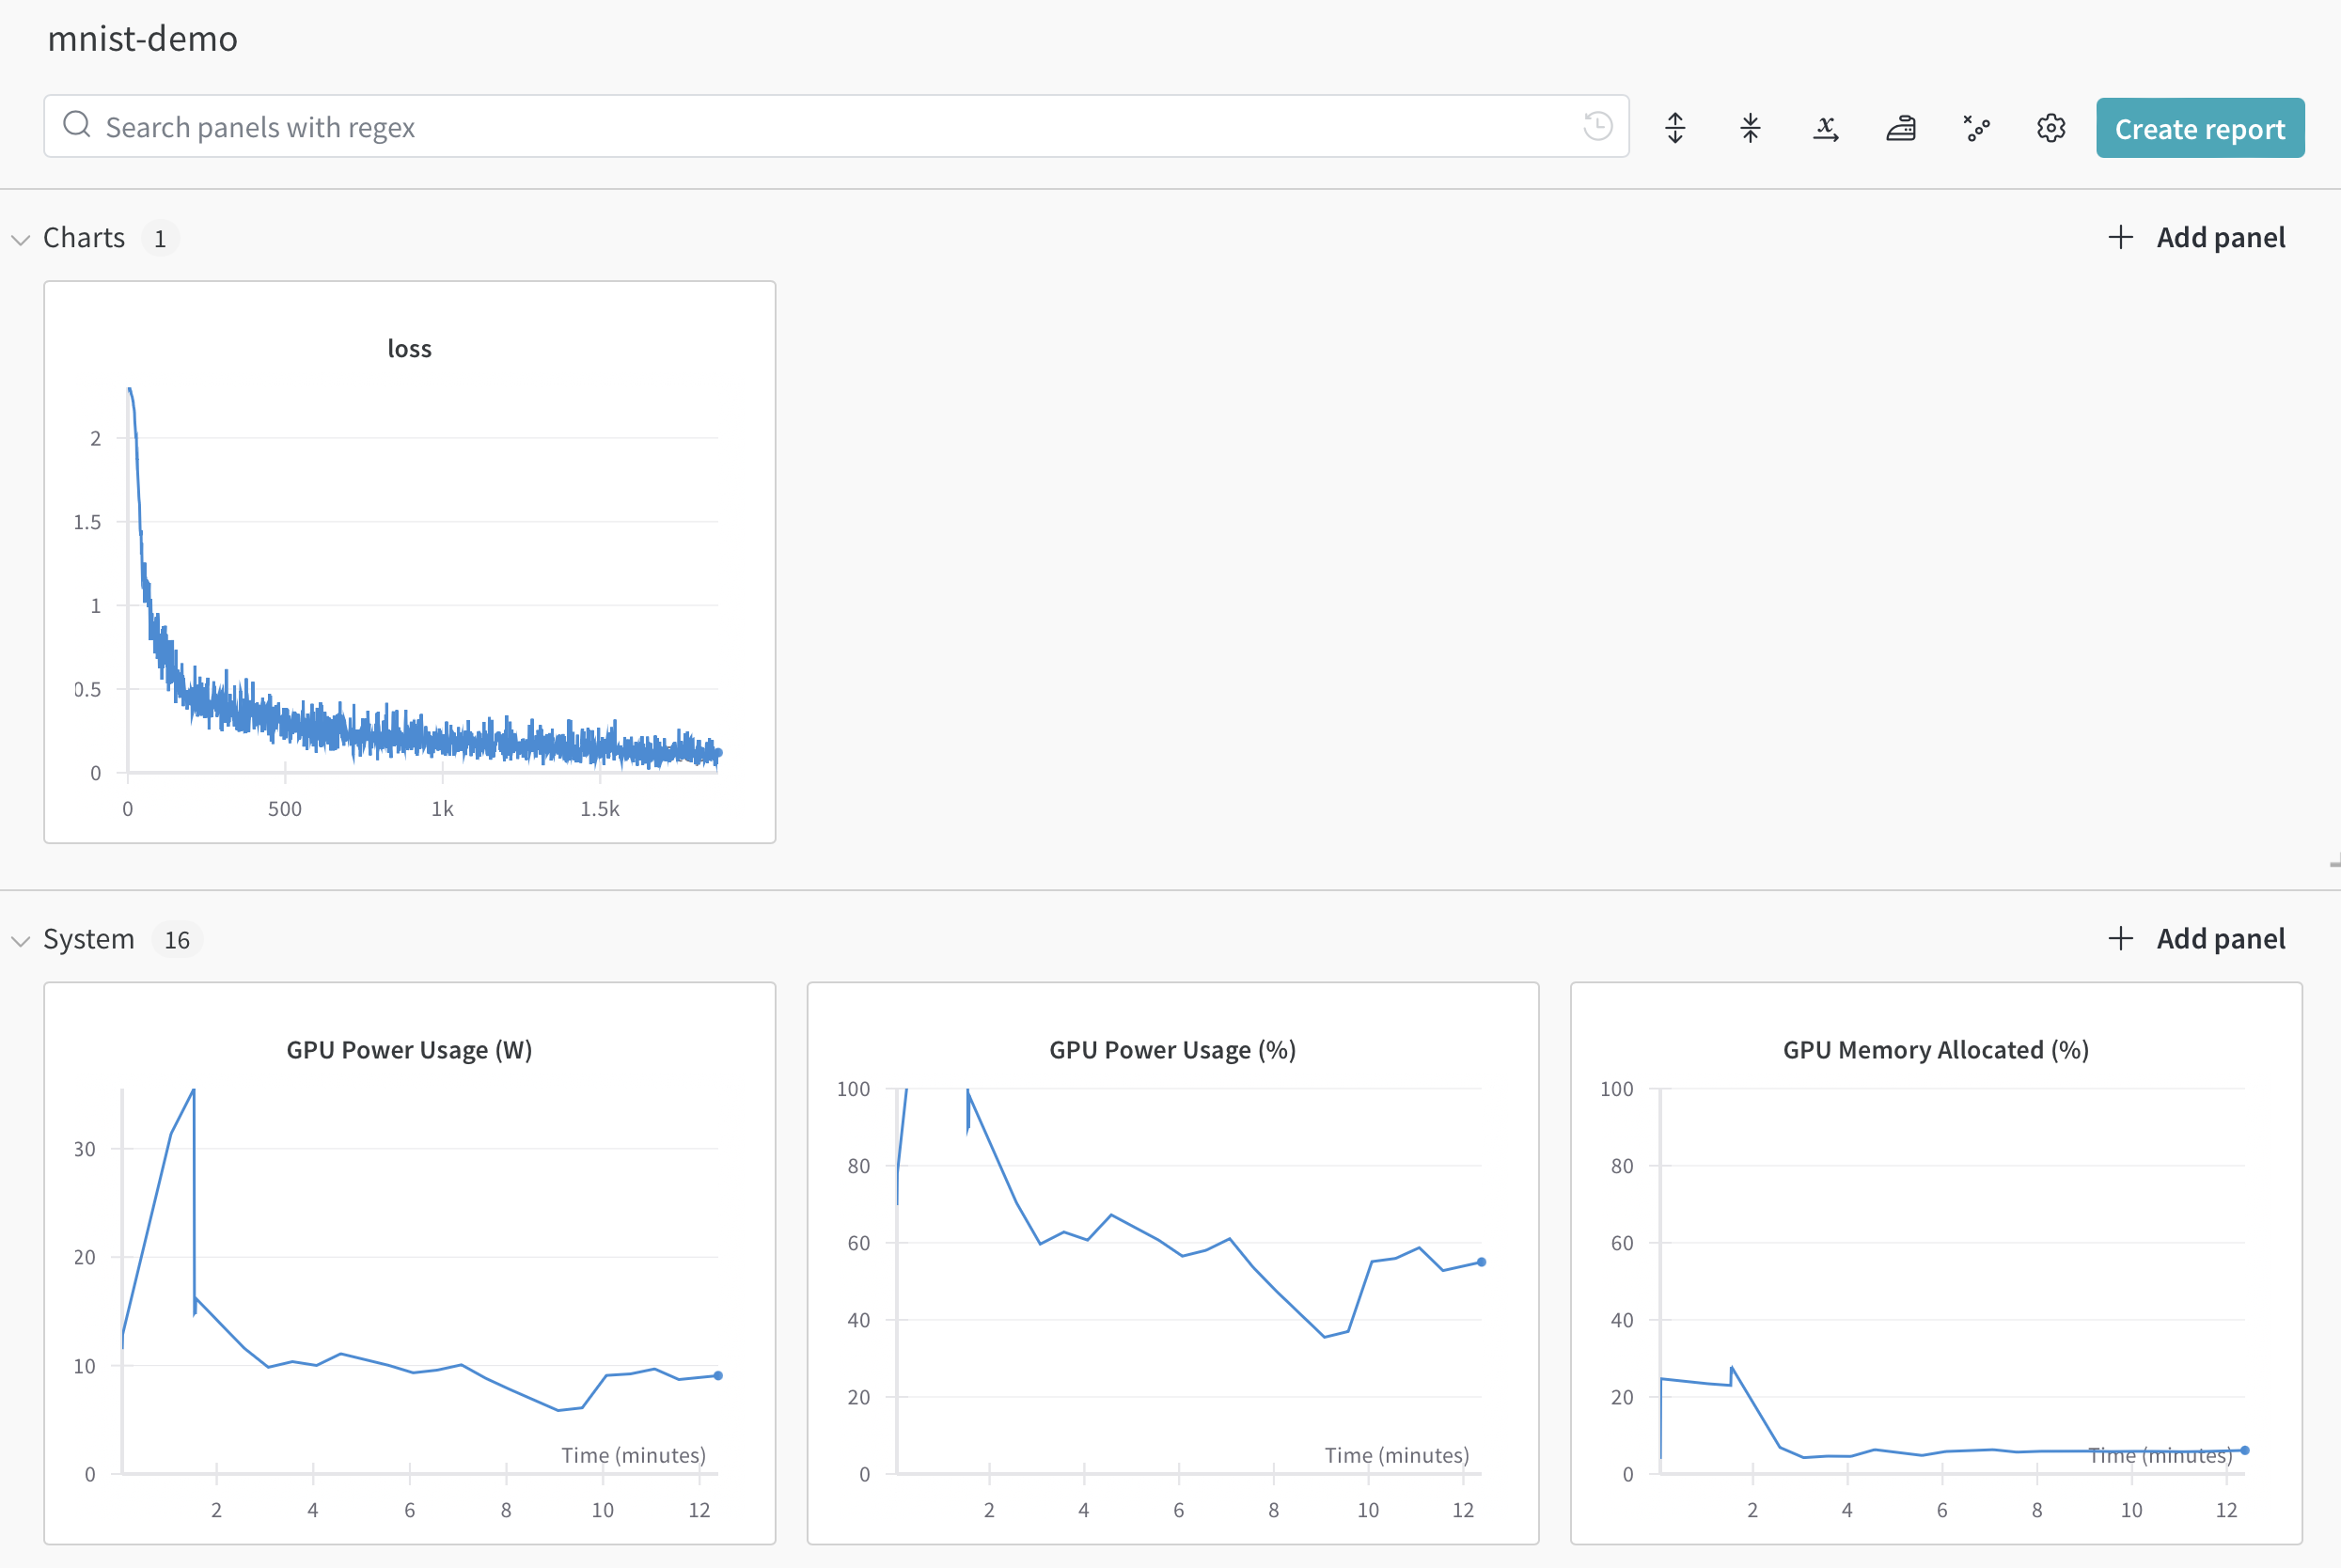 mnist-demo
Search panels with regex
Create report
Charts 1
Add panel
loss
2
1.5
1
0.5
0
0 500 1k 1.5k
System 16
Add panel
GPU Power Usage (W)
30
20
10
0
Time (minutes)
2 4 6 8 10 12
GPU Power Usage (%)
100
80
60
40
20
0
Time (minutes)
2 4 6 8 10 12
GPU Memory Allocated (%)
100
80
60
40
20
0
Time (minutes)
2 4 6 8 10 12